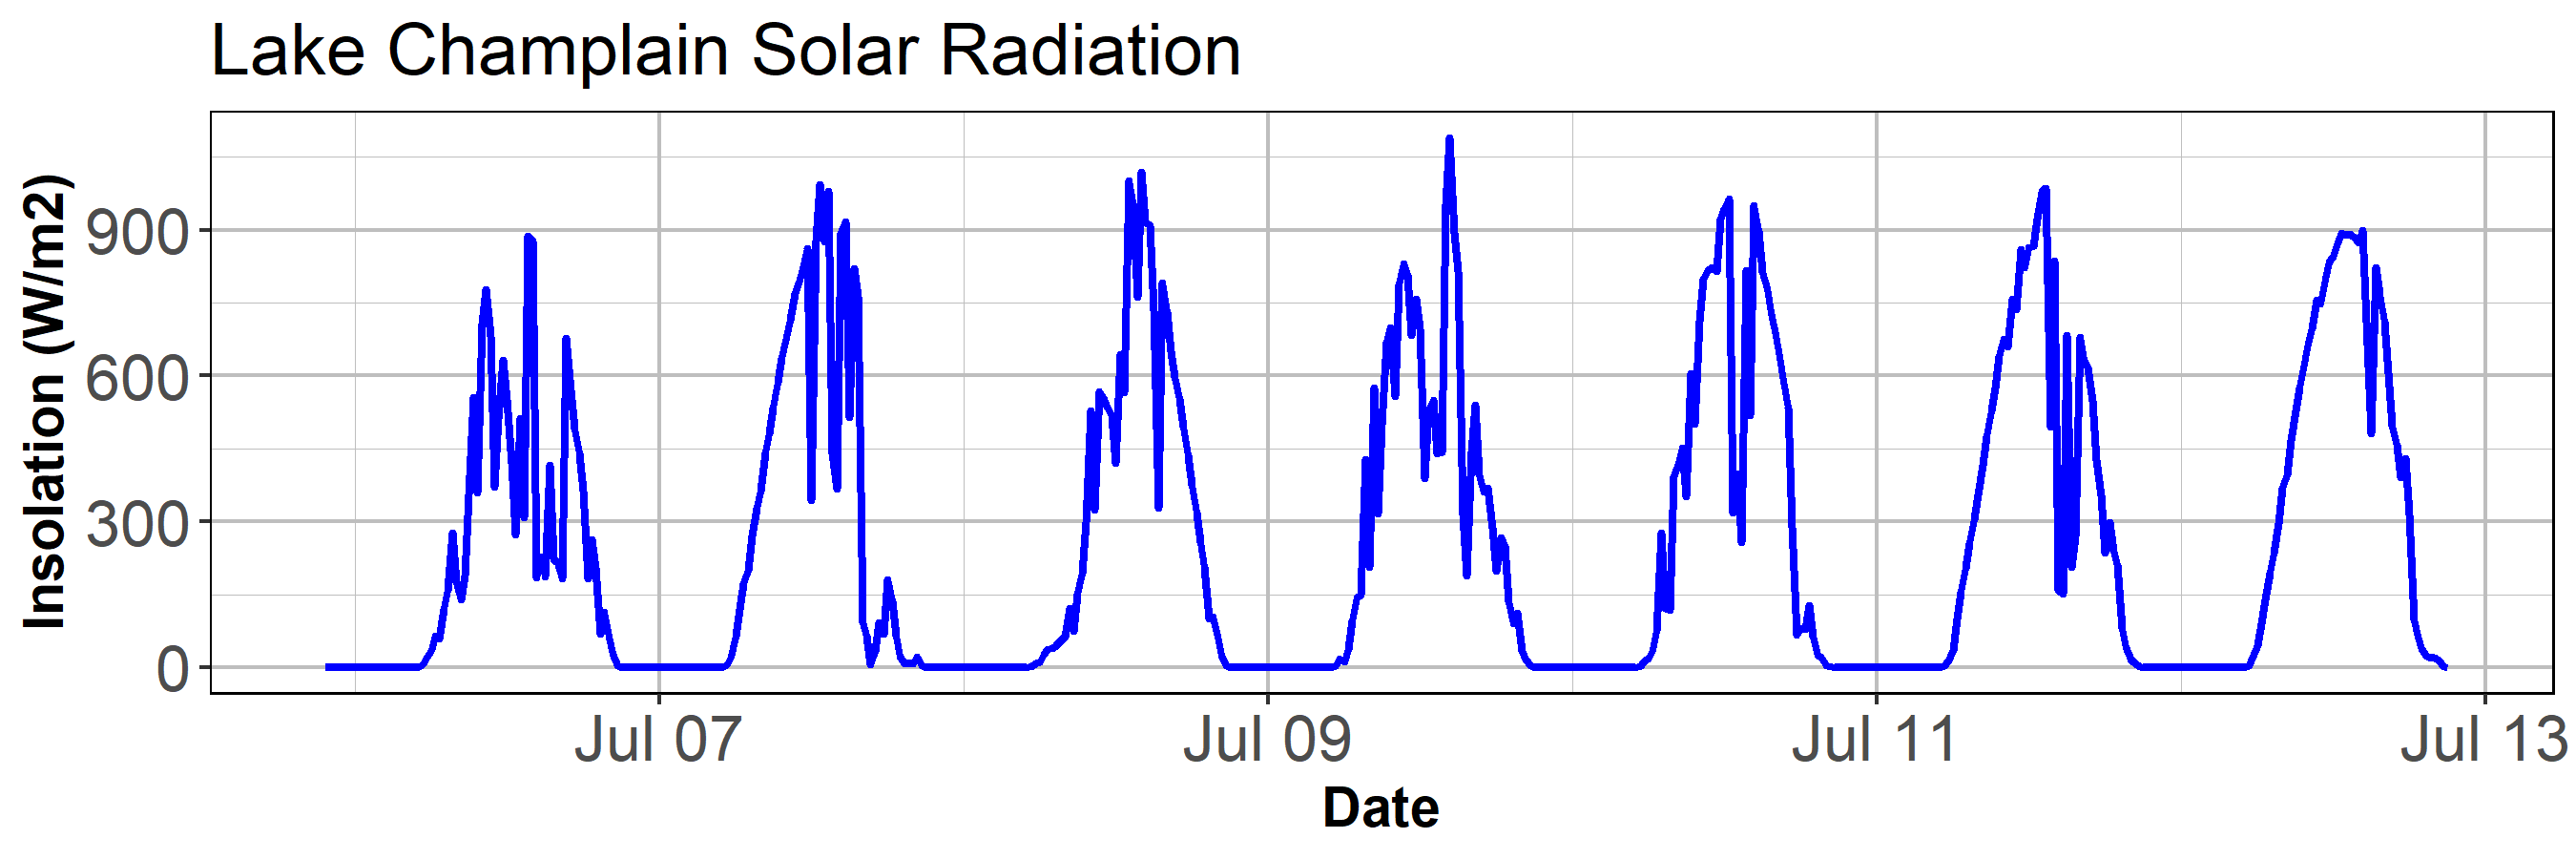 Lake Champlain Solar Radiation
Insolation (W/m2)
900
600
300
0
Jul 07
Jul 09
Jul 11
Jul 13
Date